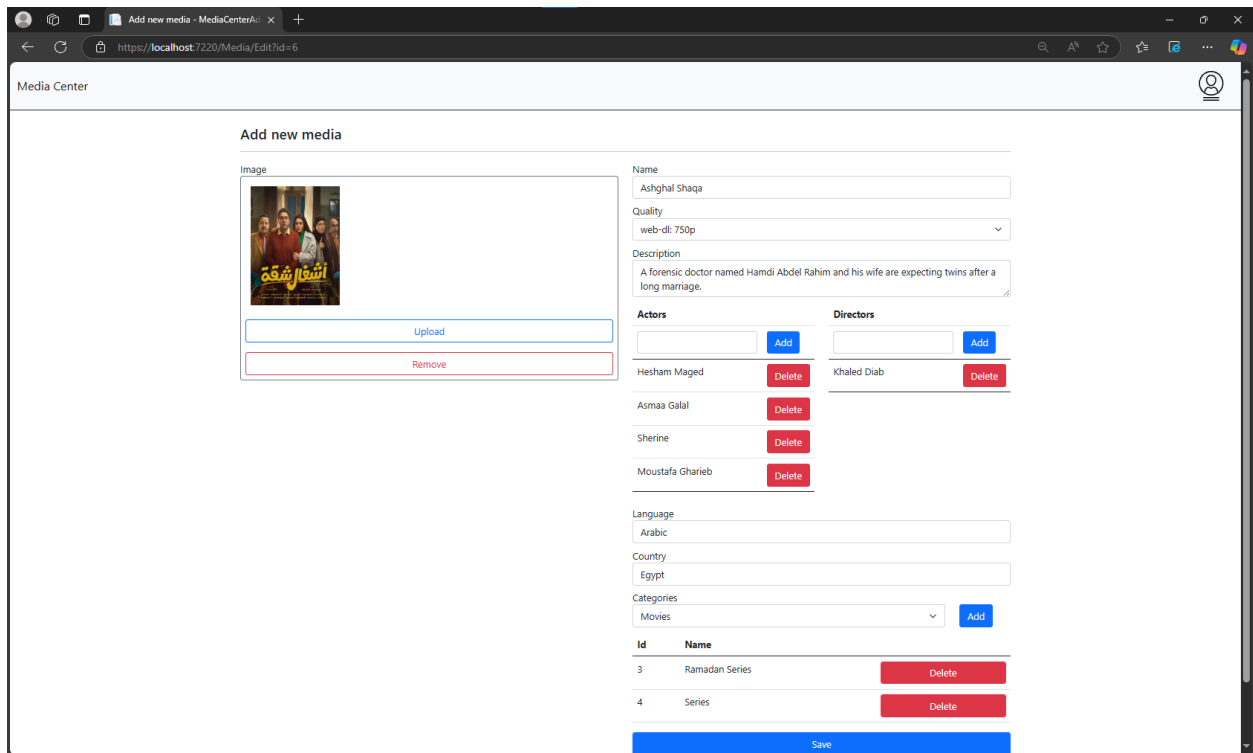 Add new media - MediaCenterAd
https://localhost:7220/Media/Edit?id=6
Media Center
Add new media
Image
أشغال شقة
Upload
Remove
Name
Ashghal Shaqa
Quality
web-dl: 750p
Description
A forensic doctor named Hamdi Abdel Rahim and his wife are expecting twins after a
long marriage.
Actors
Add
Hesham Maged
Delete
Asmaa Galal
Delete
Sherine
Delete
Moustafa Gharieb
Delete
Directors
Add
Khaled Diab
Delete
Language
Arabic
Country
Egypt
Categories
Movies
Add
Id Name
3 Ramadan Series Delete
4 Series Delete
Save